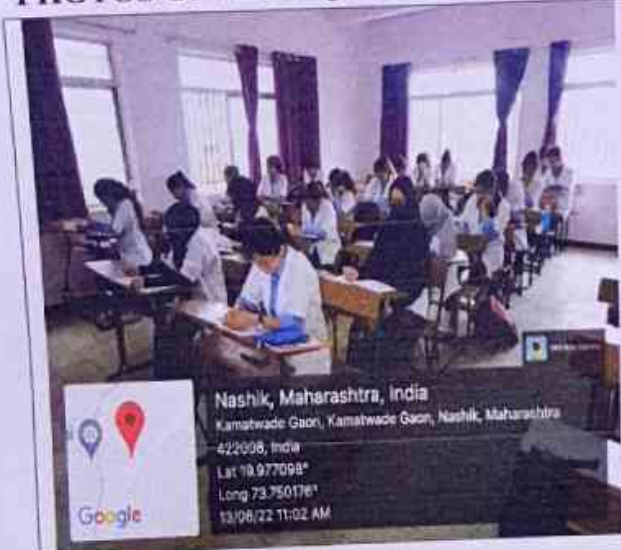 Nashik, Maharashtra, India
Kamatwade Gaon, Kamatwade Gaon, Nashik, Maharashtra
422008, India
Lat 19.977098°
Long 73.750176°
13/06/22 11:02 AM
Google